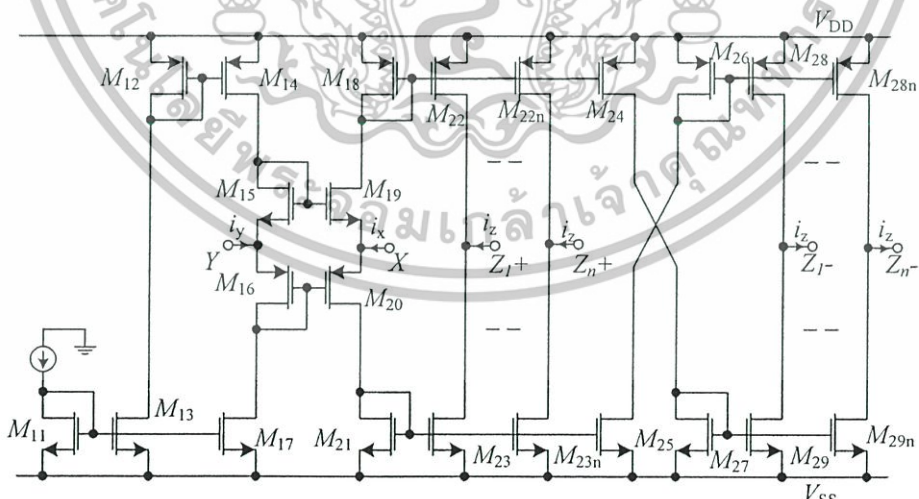 V_DD
M_12
M_14
M_18
M_22
M_22n
M_24
M_26
M_28
M_28n
M_15
M_19
i_y
i_x
i_z
i_z
i_z
i_z
Y
X
Z_1+
Z_n+
Z_1-
Z_n-
M_16
M_20
M_11
M_13
M_17
M_21
M_23
M_23n
M_25
M_27
M_29
M_29n
V_SS